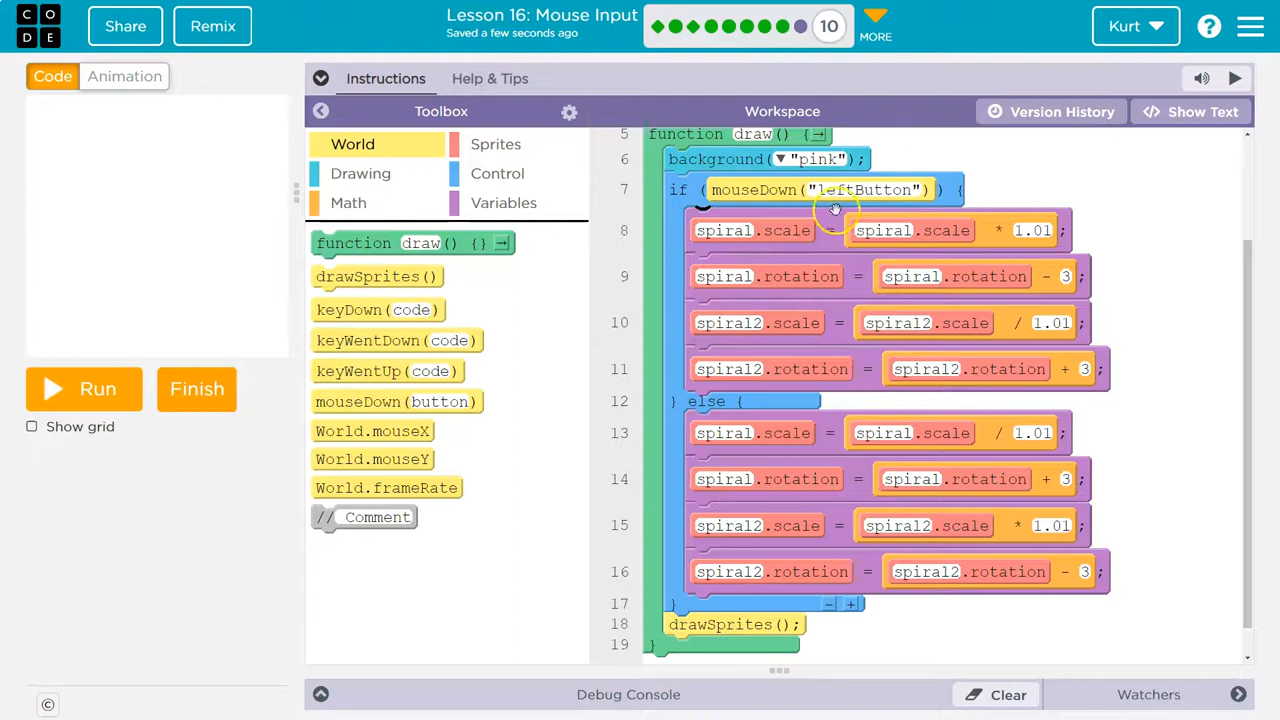 C O
D E
Share
Remix
Lesson 16: Mouse Input
Saved a few seconds ago
10
MORE
Kurt
?
Code
Animation
Instructions
Help & Tips
Toolbox
Workspace
Version History
</> Show Text
World
Sprites
Drawing
Control
Math
Variables
function draw() {}
drawSprites()
keyDown(code)
keyWentDown(code)
keyWentUp(code)
mouseDown(button)
World.mouseX
World.mouseY
World.frameRate
// Comment
Run
Finish
Show grid
5 function draw() {
6 background( "pink");
7 if (mouseDown("leftButton")) {
8 spiral.scale = spiral.scale * 1.01;
9 spiral.rotation = spiral.rotation - 3;
10 spiral2.scale = spiral2.scale / 1.01;
11 spiral2.rotation = spiral2.rotation + 3;
12 } else {
13 spiral.scale = spiral.scale / 1.01;
14 spiral.rotation = spiral.rotation + 3;
15 spiral2.scale = spiral2.scale * 1.01;
16 spiral2.rotation = spiral2.rotation - 3;
17 } - +
18 drawSprites();
19 }
©
Debug Console
Clear
Watchers